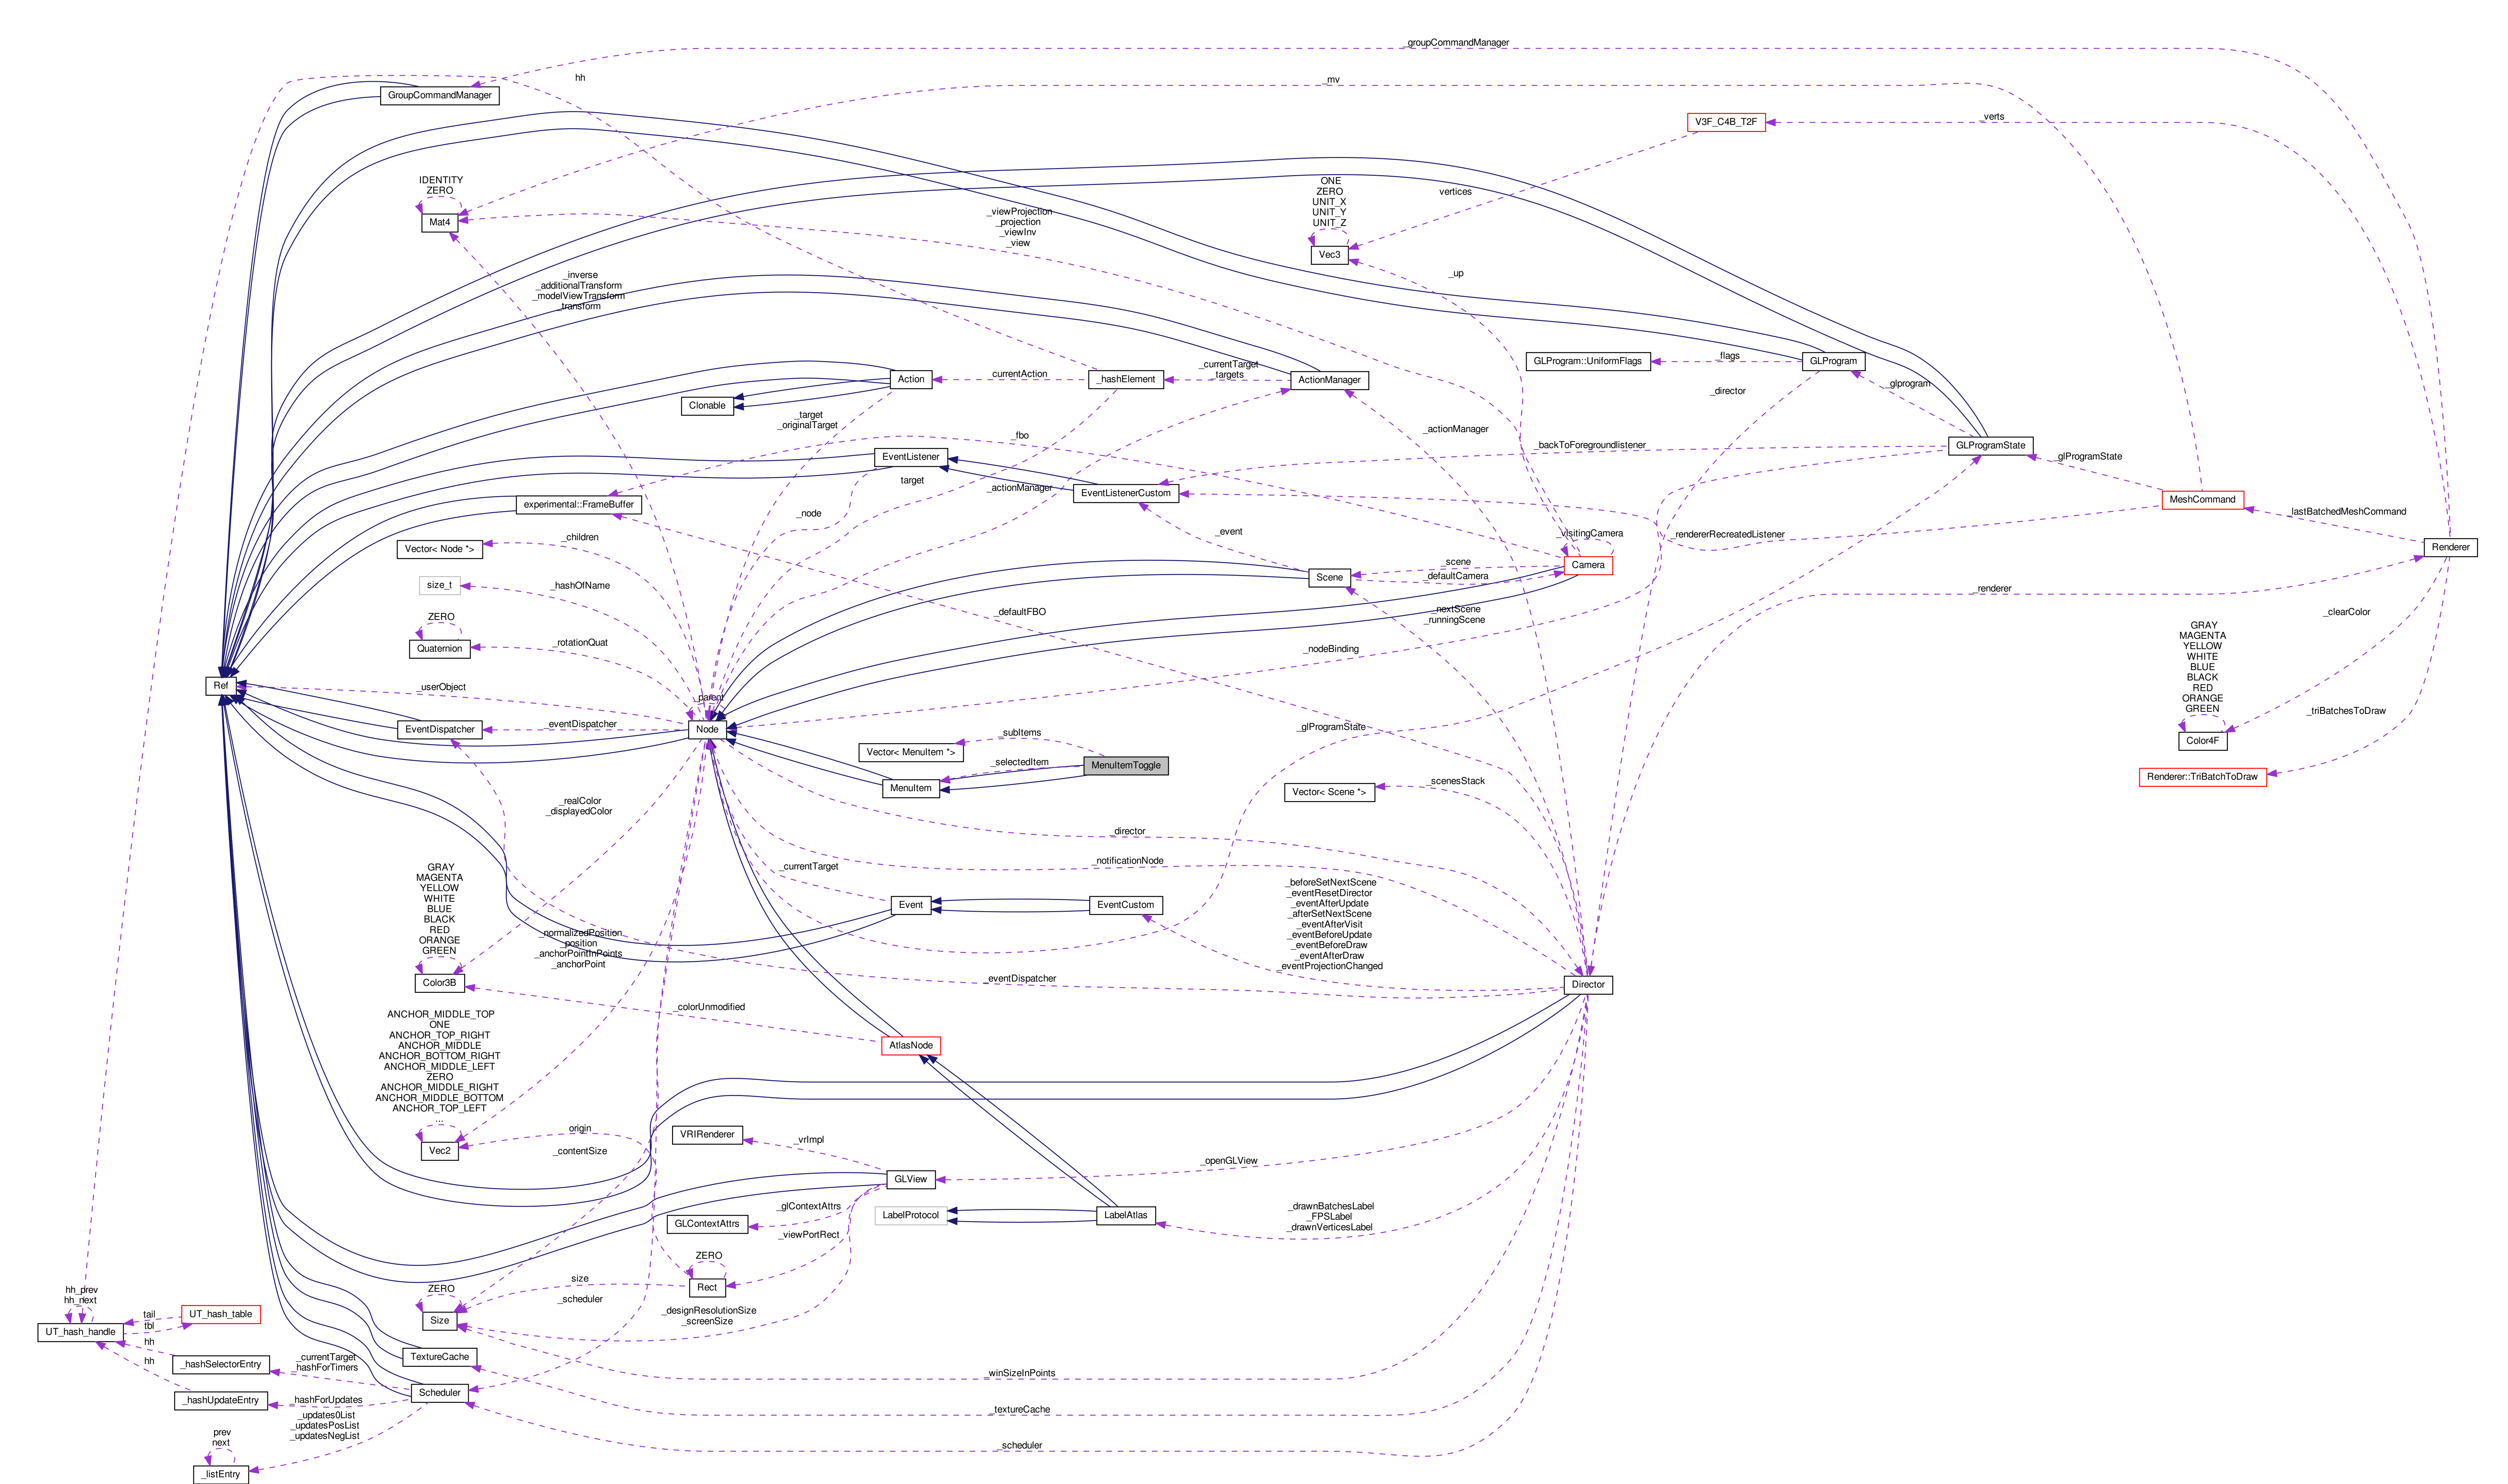 _groupCommandManager
hh
_mv
GroupCommandManager
_verts
V3F_C4B_T2F
IDENTITY
ZERO
Mat4
_viewProjection
_projection
_viewInv
_view
ONE
ZERO
UNIT_X
UNIT_Y
UNIT_Z
Vec3
vertices
_up
_inverse
_additionalTransform
_modelViewTransform
_transform
Action
Clonable
currentAction
_hashElement
_currentTarget
_targets
ActionManager
GLProgram::UniformFlags
_flags
GLProgram
_director
_glprogram
_target
_originalTarget
_fbo
_actionManager
_backToForegroundlistener
GLProgramState
_glProgramState
EventListener
target
_actionManager
EventListenerCustom
MeshCommand
experimental::FrameBuffer
_node
_event
_rendererRecreatedListener
_lastBatchedMeshCommand
Renderer
Vector< Node *>
_children
_visitingCamera
Camera
_scene
_defaultCamera
Scene
size_t
_hashOfName
_renderer
_defaultFBO
_nextScene
_runningScene
_clearColor
ZERO
Quaternion
_rotationQuat
_nodeBinding
GRAY
MAGENTA
YELLOW
WHITE
BLUE
BLACK
RED
ORANGE
GREEN
Color4F
_triBatchesToDraw
Renderer::TriBatchToDraw
Ref
_userObject
_parent
Node
EventDispatcher
_eventDispatcher
_glProgramState
Vector< MenuItem *>
_subItems
_selectedItem
MenuItemToggle
MenuItem
Vector< Scene *>
_scenesStack
_realColor
_displayedColor
_director
_notificationNode
_currentTarget
GRAY
MAGENTA
YELLOW
WHITE
BLUE
BLACK
RED
ORANGE
GREEN
Color3B
Event
EventCustom
_beforeSetNextScene
_eventResetDirector
_eventAfterUpdate
_afterSetNextScene
_eventAfterVisit
_eventBeforeUpdate
_eventBeforeDraw
_eventAfterDraw
_eventProjectionChanged
_normalizedPosition
_position
_anchorPointInPoints
_anchorPoint
_eventDispatcher
Director
_colorUnmodified
AtlasNode
ANCHOR_MIDDLE_TOP
ONE
ANCHOR_TOP_RIGHT
ANCHOR_MIDDLE
ANCHOR_BOTTOM_RIGHT
ANCHOR_MIDDLE_LEFT
ZERO
ANCHOR_MIDDLE_RIGHT
ANCHOR_MIDDLE_BOTTOM
ANCHOR_TOP_LEFT
...
Vec2
origin
_contentSize
VRIRenderer
_vrImpl
GLView
_openGLView
GLContextAttrs
_glContextAttrs
_viewPortRect
LabelProtocol
LabelAtlas
_drawnBatchesLabel
_FPSLabel
_drawnVerticesLabel
ZERO
Rect
size
_scheduler
ZERO
Size
_designResolutionSize
_screenSize
hh_prev
hh_next
UT_hash_handle
tail
tbl
UT_hash_table
hh
hh
_hashSelectorEntry
_currentTarget
_hashForTimers
TextureCache
_winSizeInPoints
_hashUpdateEntry
_hashForUpdates
Scheduler
_textureCache
_updates0List
_updatesPosList
_updatesNegList
_scheduler
prev
next
_listEntry